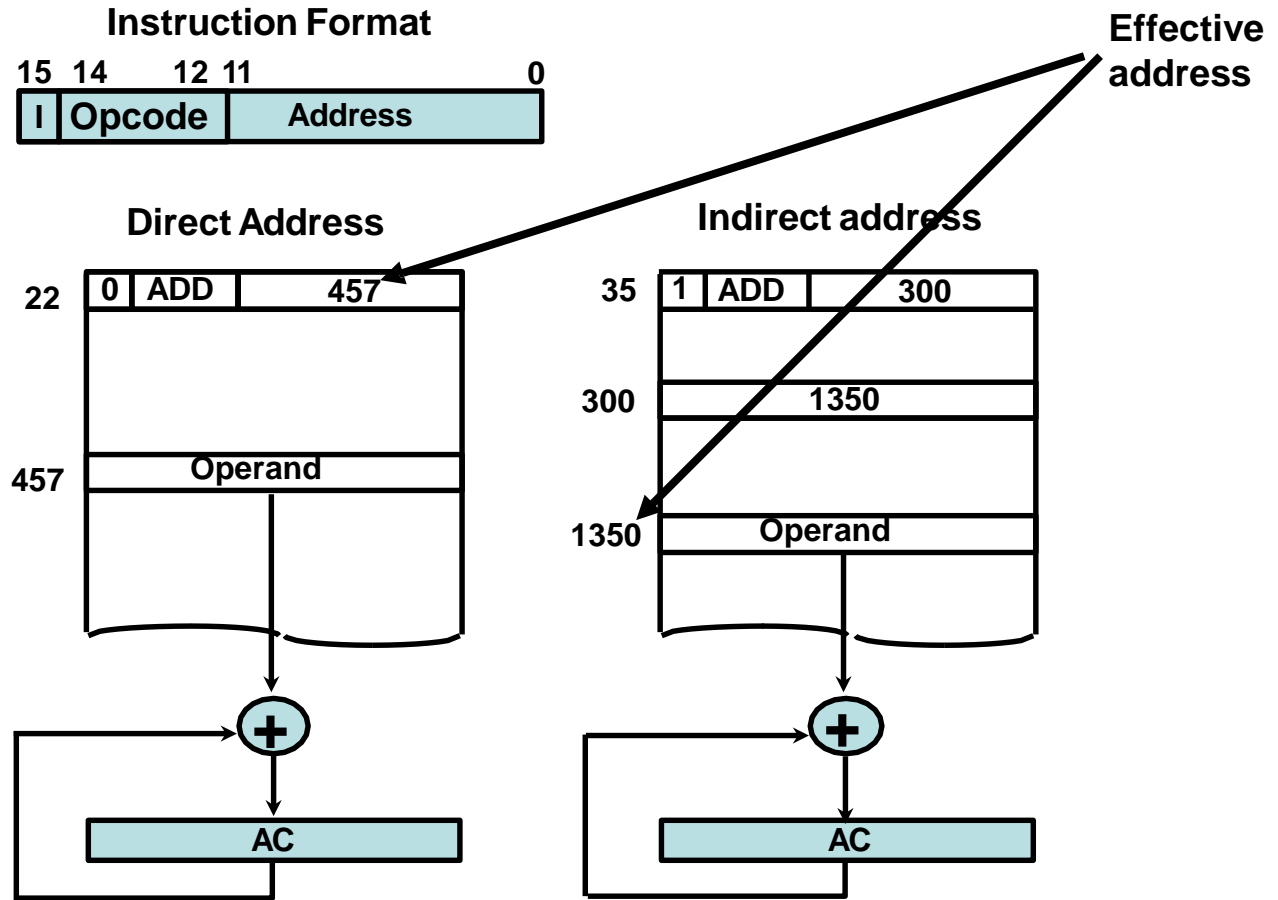 Instruction Format
Effective
address
15 14 12 11 0
I Opcode Address
Direct Address
Indirect address
22 0 ADD 457
35 1 ADD 300
300 1350
457 Operand
1350 Operand
+
+
AC
AC